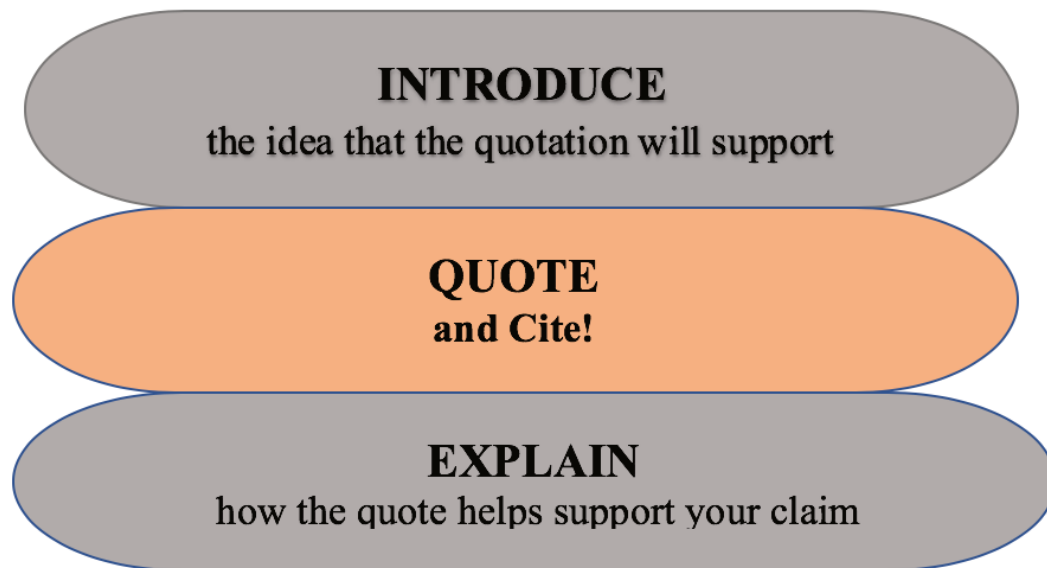 INTRODUCE
the idea that the quotation will support
QUOTE
and Cite!
EXPLAIN
how the quote helps support your claim